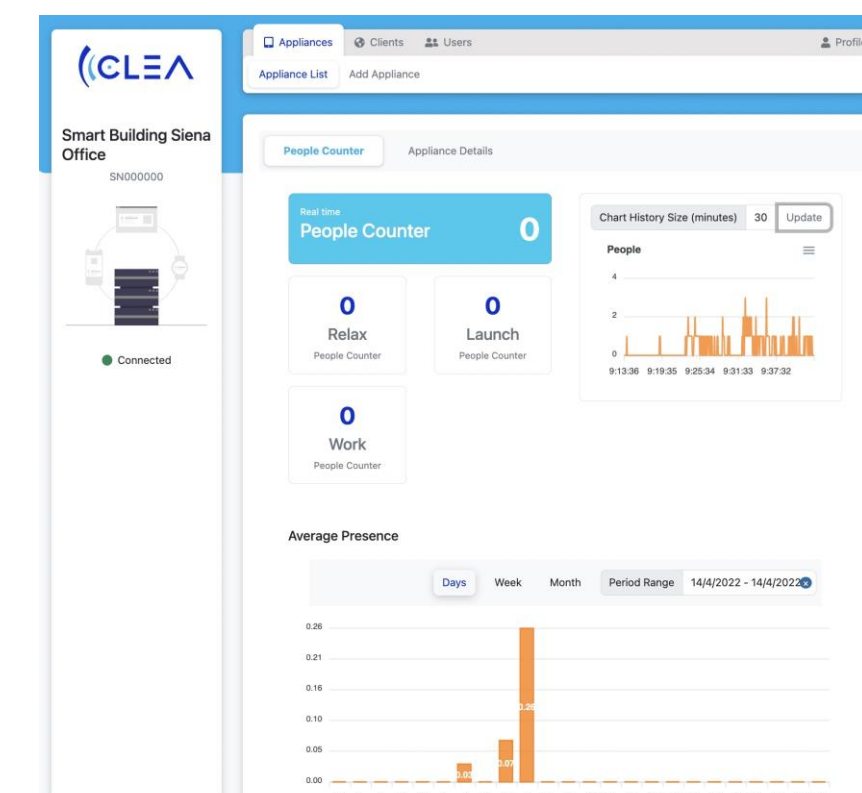 CLEA
Smart Building Siena
Office
SN000000
Connected
Appliances Clients Users Profile
Appliance List Add Appliance
People Counter Appliance Details
Real time
People Counter 0
0
Relax
People Counter
0
Launch
People Counter
0
Work
People Counter
Chart History Size (minutes) 30 Update
People
4
2
0
9:13:36 9:19:35 9:25:34 9:31:33 9:37:32
Average Presence
Days Week Month Period Range 14/4/2022 - 14/4/2022
0.26
0.21
0.16
0.10
0.05
0.00
0.03
0.07
0.26